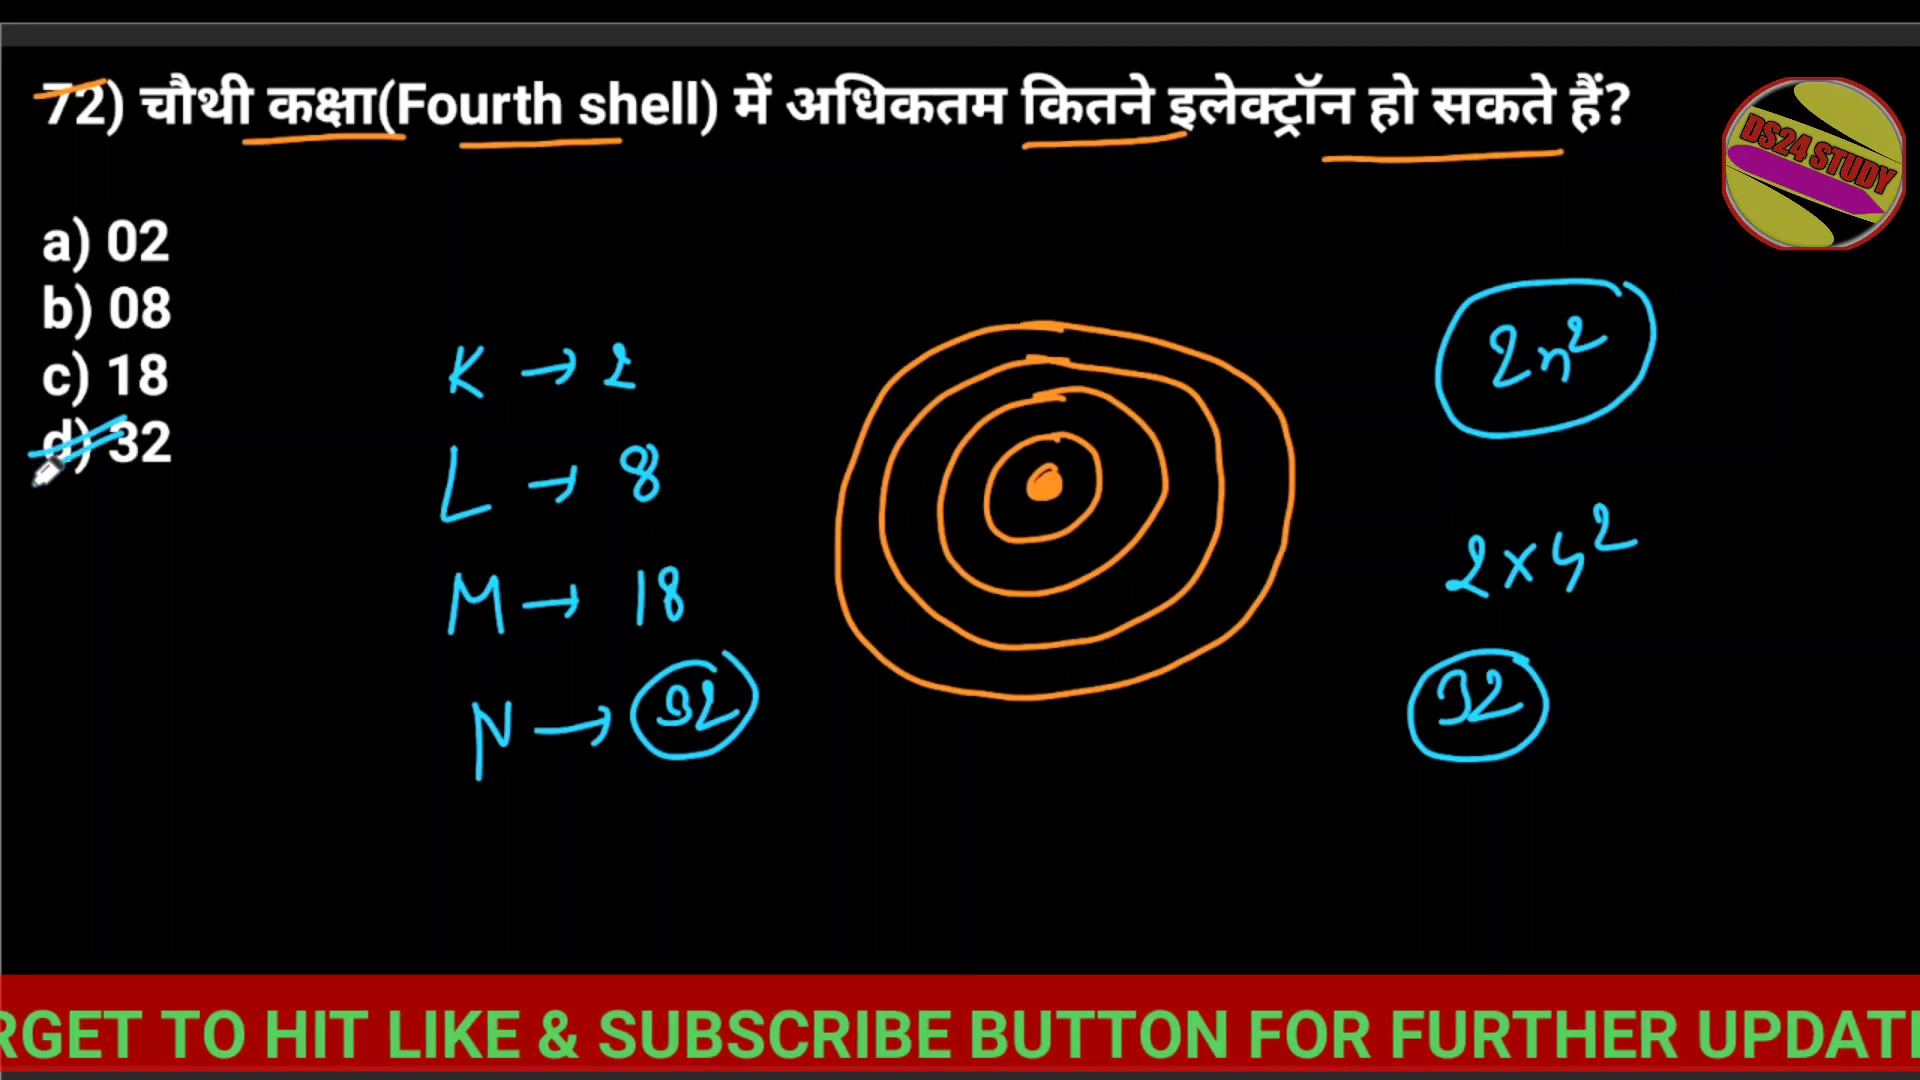 72) चौथी कक्षा(Fourth shell) में अधिकतम कितने इलेक्ट्रॉन हो सकते हैं?
DS24 STUDY
a) 02
b) 08
c) 18
d) 32
K → 2
L → 8
M → 18
N → 32
2n²
2×4²
32
RGET TO HIT LIKE & SUBSCRIBE BUTTON FOR FURTHER UPDAT